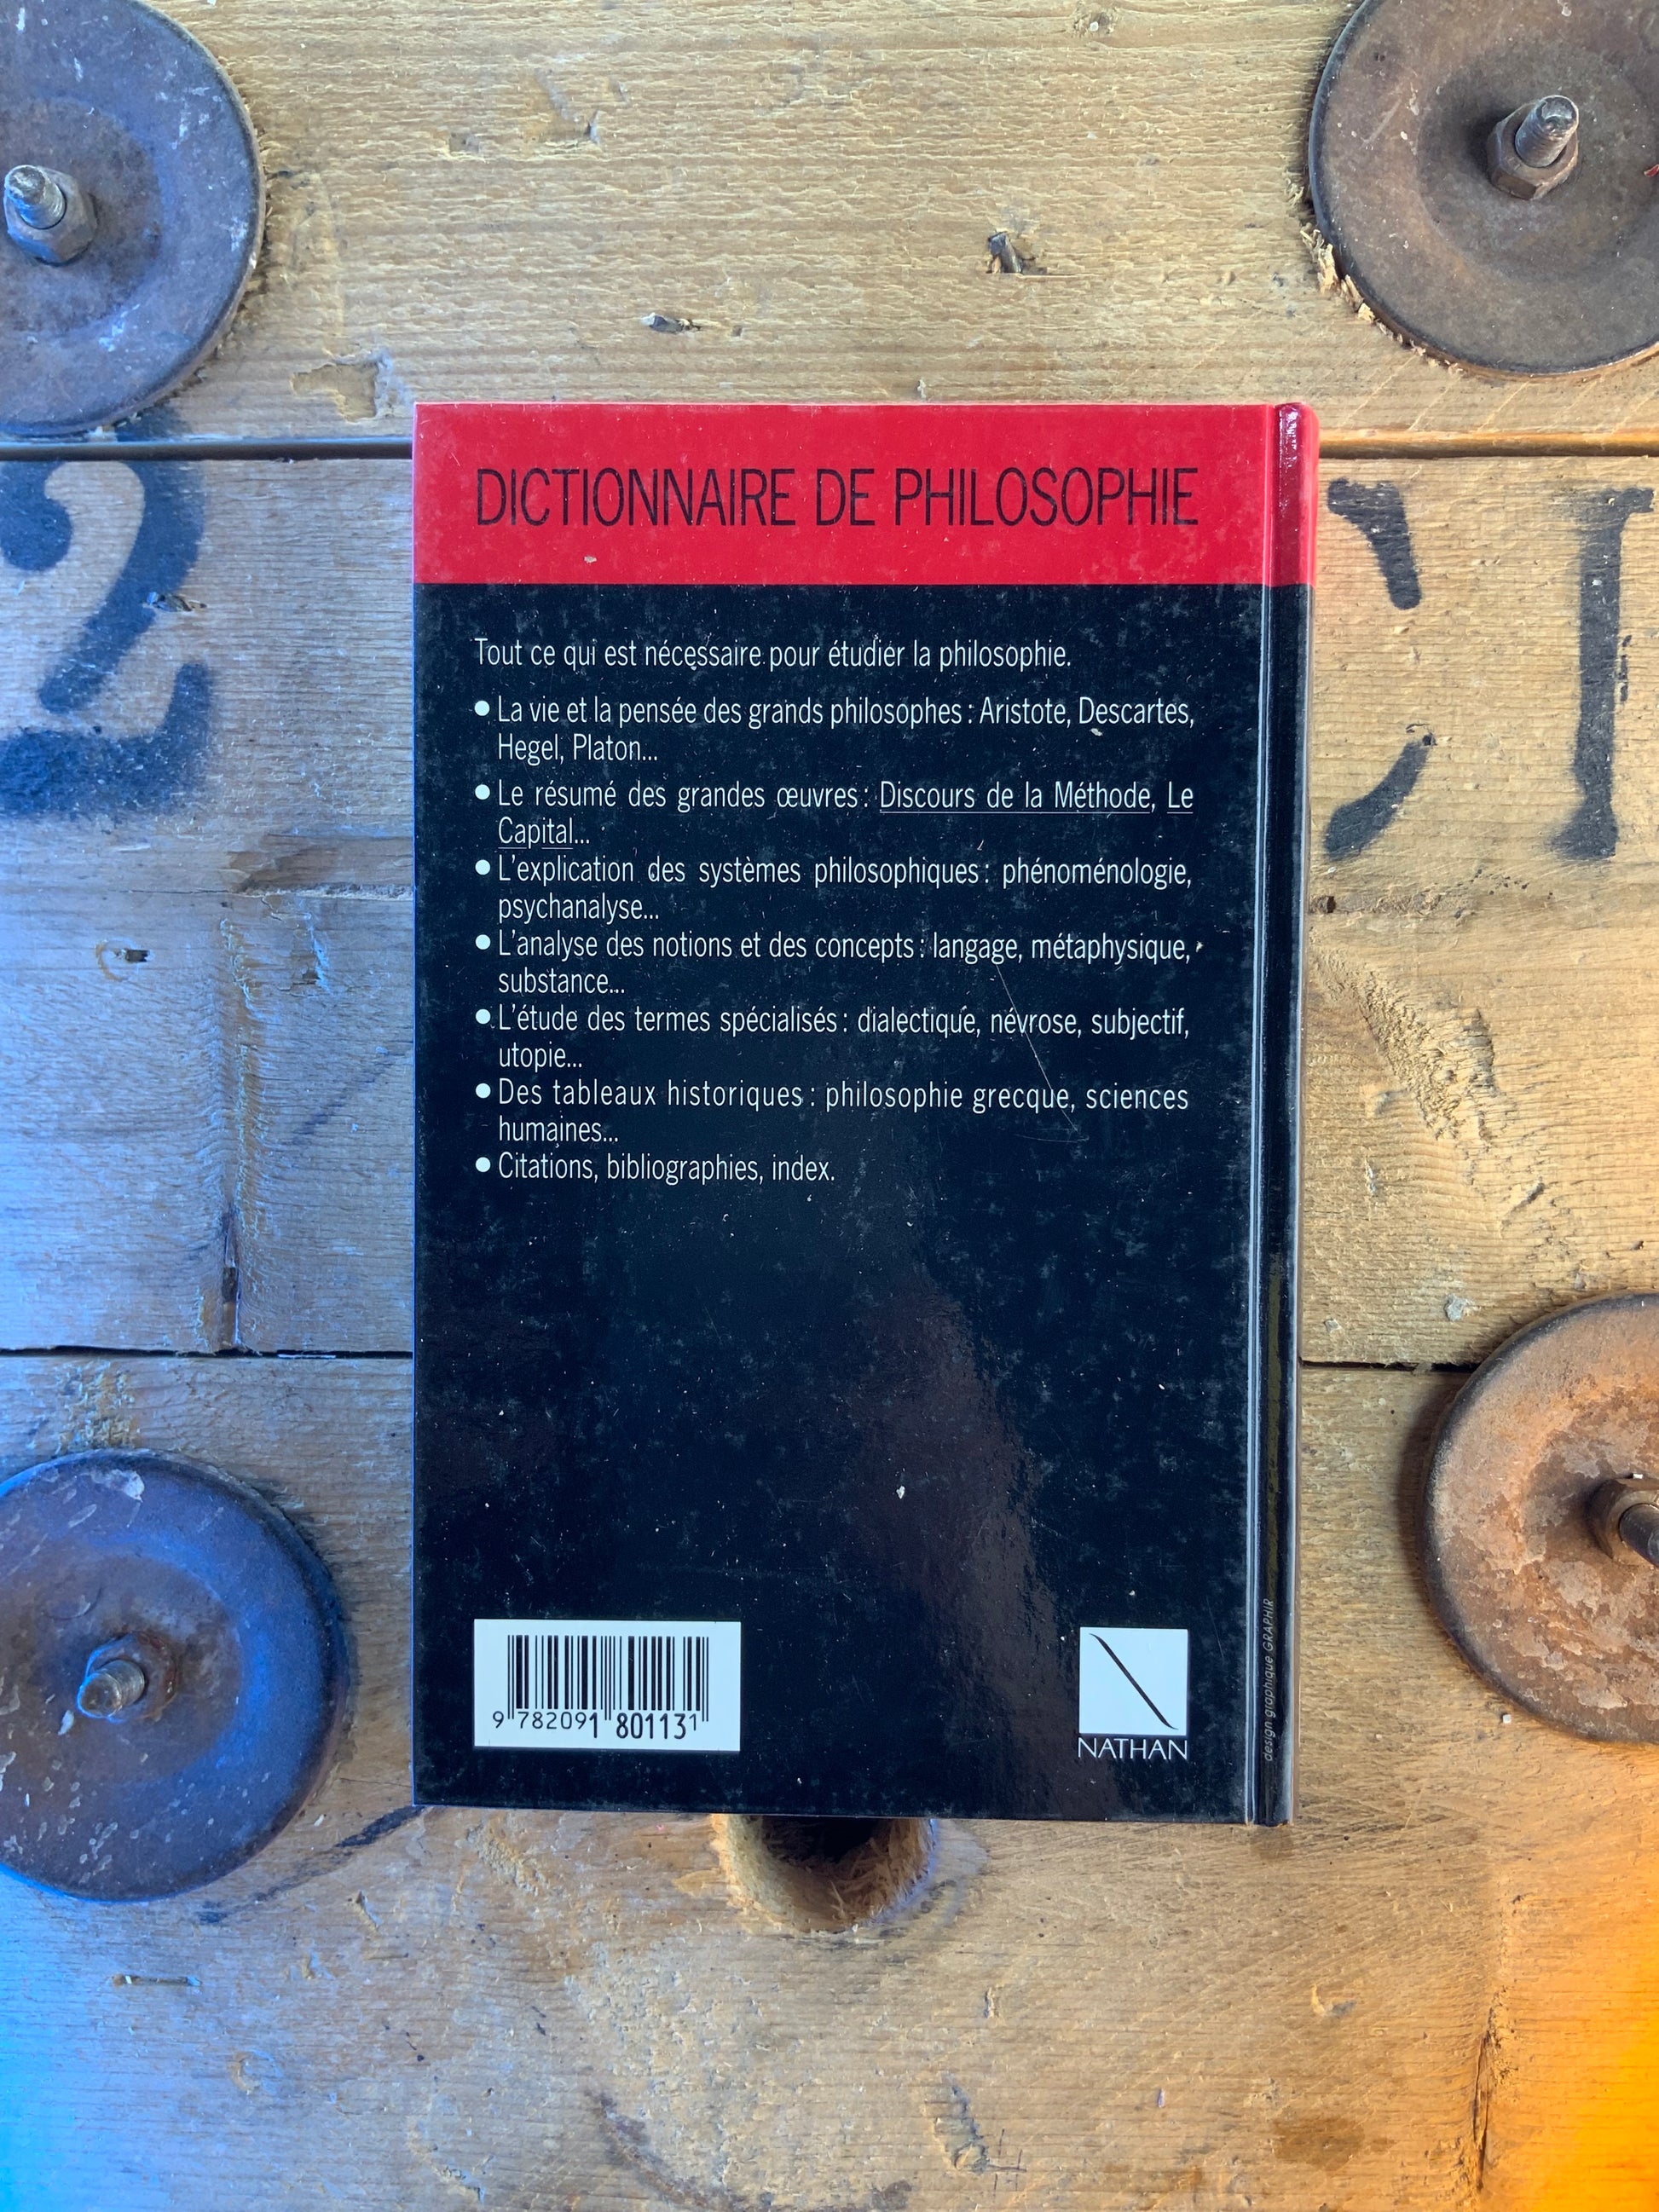 DICTIONNAIRE DE PHILOSOPHIE
Tout ce qui est nécessaire pour étudier la philosophie.
● La vie et la pensée des grands philosophes : Aristote, Descartes,
Hegel, Platon...
● Le résumé des grandes œuvres : Discours de la Méthode, Le
Capital...
● L'explication des systèmes philosophiques : phénoménologie,
psychanalyse...
● L'analyse des notions et des concepts : langage, métaphysique,
substance...
● L'étude des termes spécialisés : dialectique, névrose, subjectif,
utopie...
● Des tableaux historiques : philosophie grecque, sciences
humaines...
● Citations, bibliographies, index.
9 782091 801131
NATHAN
design graphique GRAPHIR
2
I